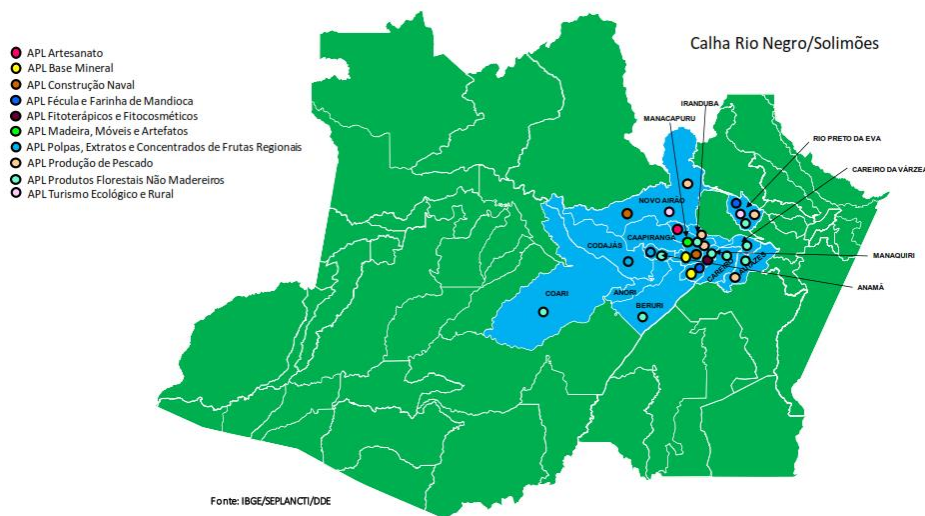 Calha Rio Negro/Solimões
APL Artesanato
APL Base Mineral
APL Construção Naval
APL Fécula e Farinha de Mandioca
APL Fitoterápicos e Fitocosméticos
APL Madeira, Móveis e Artefatos
APL Polpas, Extratos e Concentrados de Frutas Regionais
APL Produção de Pescado
APL Produtos Florestais Não Madereiros
APL Turismo Ecológico e Rural
IRANDUBA
MANACAPURU
RIO PRETO DA EVA
CAREIRO DA VÁRZEA
NOVO AIRÃO
CAAPIRANGA
CODAJÁS
MANAQUIRI
CAREIRO
AUTAZES
ANAMÃ
COARI
ANORI
BERURI
Fonte: IBGE/SEPLANCTI/DDE